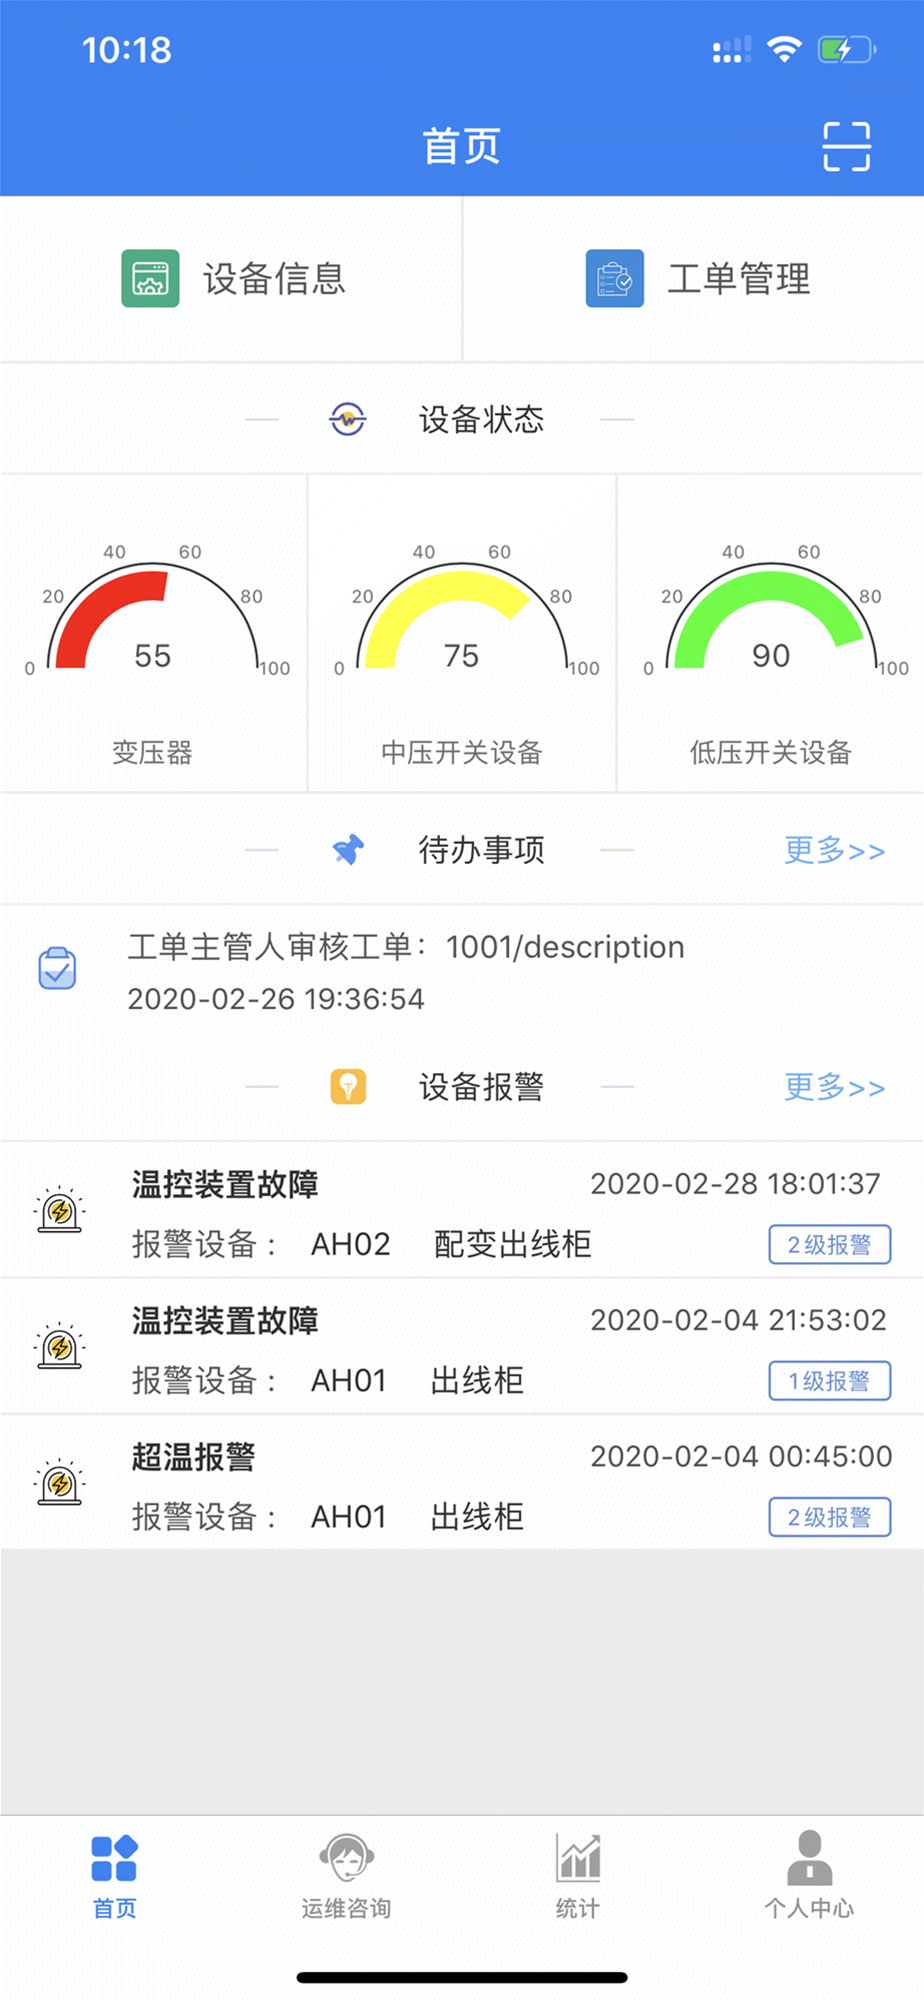 10:18
首页
设备信息 工单管理
设备状态
0 20 40 60 80 100
55
变压器
0 20 40 60 80 100
75
中压开关设备
0 20 40 60 80 100
90
低压开关设备
待办事项 更多>>
工单主管人审核工单：1001/description
2020-02-26 19:36:54
设备报警 更多>>
温控装置故障 2020-02-28 18:01:37
报警设备： AH02 配变出线柜 2级报警
温控装置故障 2020-02-04 21:53:02
报警设备： AH01 出线柜 1级报警
超温报警 2020-02-04 00:45:00
报警设备： AH01 出线柜 2级报警
首页 运维咨询 统计 个人中心